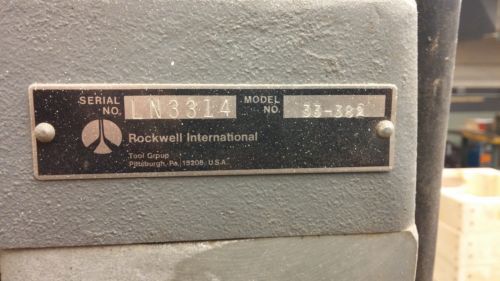 SERIAL NO. LN3314 MODEL NO. 33-382
Rockwell International
Tool Group
Pittsburgh, Pa. 15208, U.S.A.